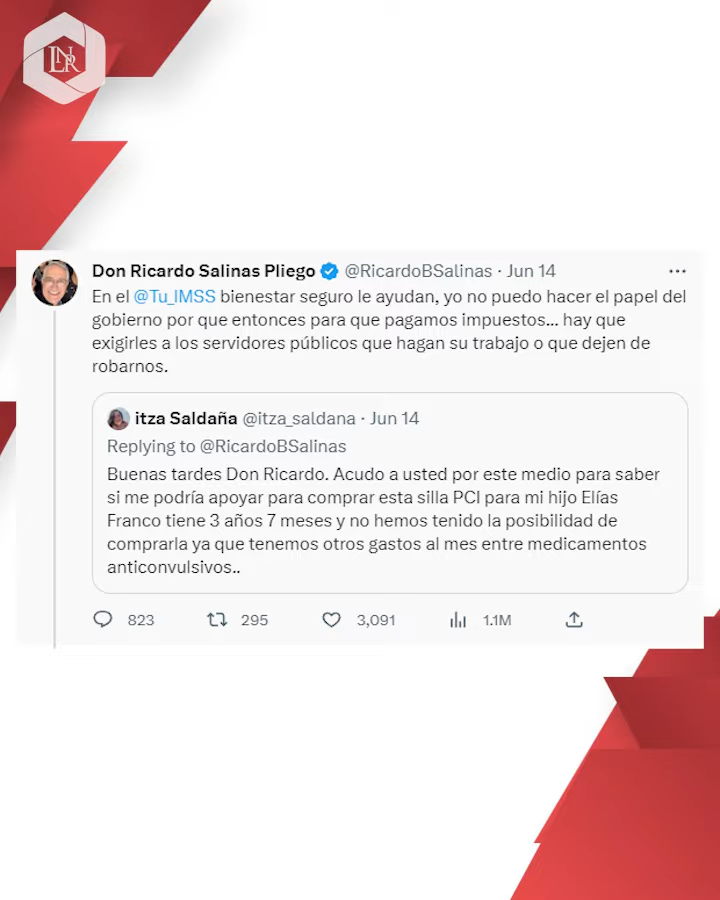 LNR
Don Ricardo Salinas Pliego @RicardoBSalinas · Jun 14
En el @Tu_IMSS bienestar seguro le ayudan, yo no puedo hacer el papel del
gobierno por que entonces para que pagamos impuestos... hay que
exigirles a los servidores públicos que hagan su trabajo o que dejen de
robarnos.
itza Saldaña @itza_saldana · Jun 14
Replying to @RicardoBSalinas
Buenas tardes Don Ricardo. Acudo a usted por este medio para saber
si me podría apoyar para comprar esta silla PCI para mi hijo Elías
Franco tiene 3 años 7 meses y no hemos tenido la posibilidad de
comprarla ya que tenemos otros gastos al mes entre medicamentos
anticonvulsivos..
823 295 3,091 1.1M